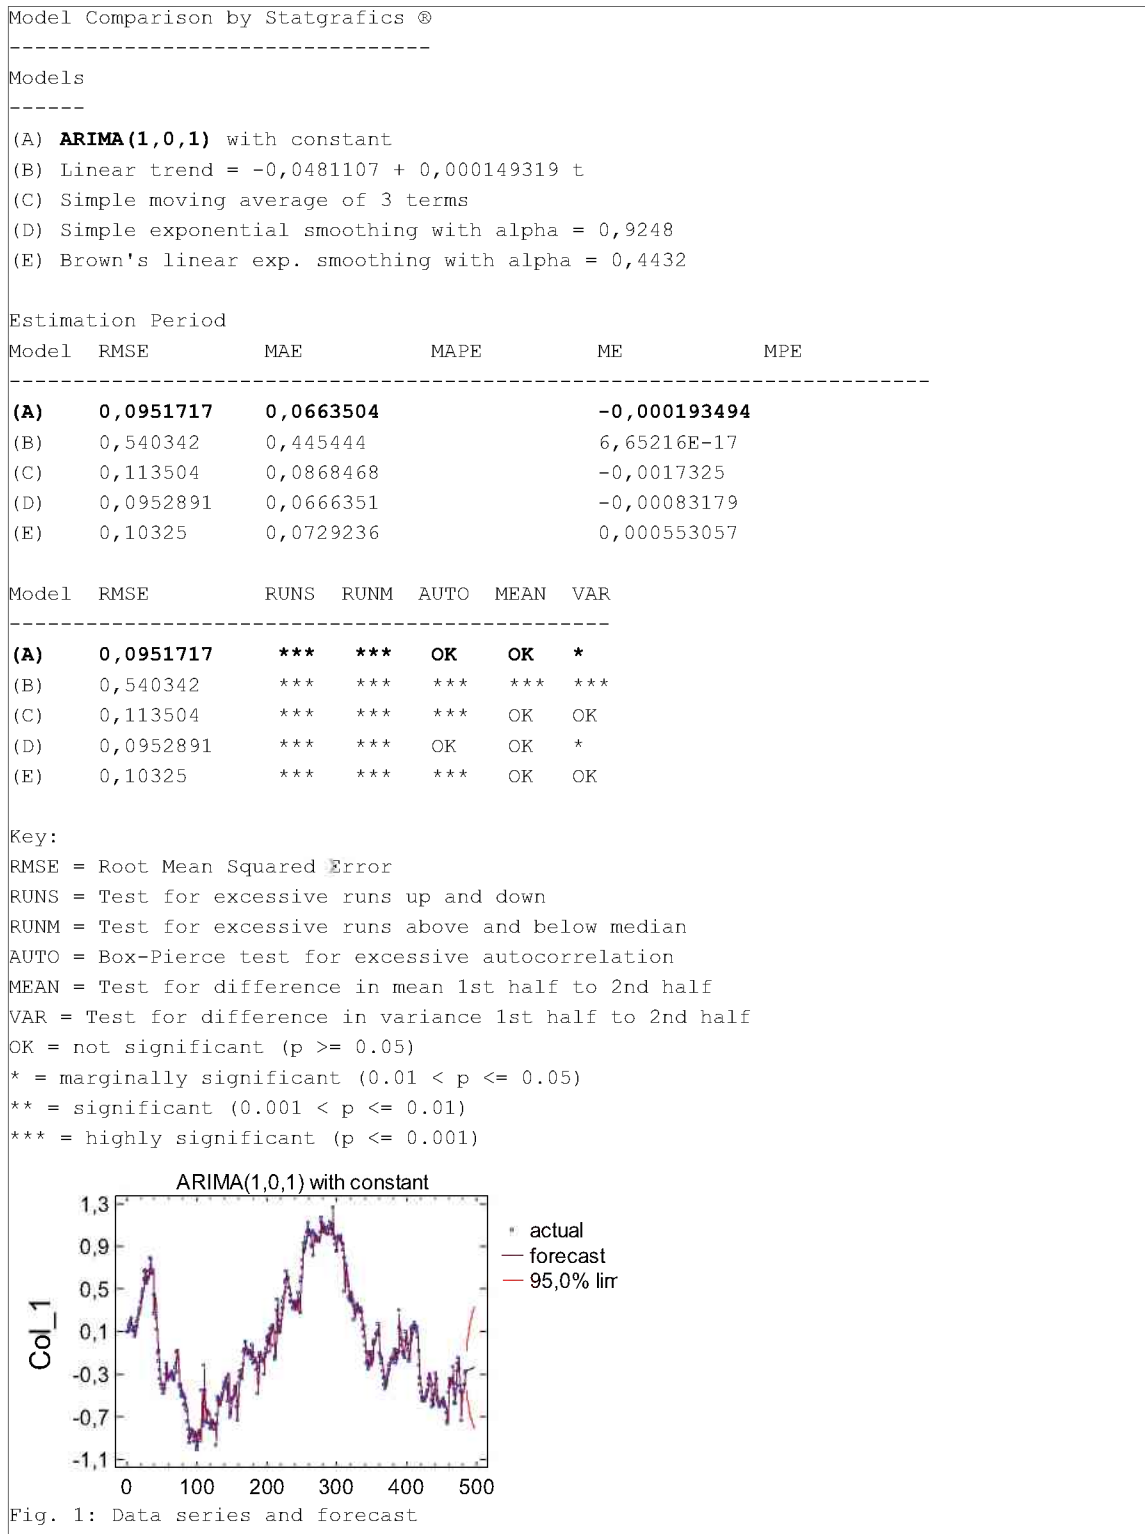 Model Comparison by Statgrafics ®
---------------------------------
Models
------
(A) ARIMA(1,0,1) with constant
(B) Linear trend = -0,0481107 + 0,000149319 t
(C) Simple moving average of 3 terms
(D) Simple exponential smoothing with alpha = 0,9248
(E) Brown's linear exp. smoothing with alpha = 0,4432
Estimation Period
Model RMSE MAE MAPE ME MPE
------------------------------------------------------------------------
(A) 0,0951717 0,0663504 -0,000193494
(B) 0,540342 0,445444 6,65216E-17
(C) 0,113504 0,0868468 -0,0017325
(D) 0,0952891 0,0666351 -0,00083179
(E) 0,10325 0,0729236 0,000553057
Model RMSE RUNS RUNM AUTO MEAN VAR
-----------------------------------------------
(A) 0,0951717 *** *** OK OK *
(B) 0,540342 *** *** *** *** ***
(C) 0,113504 *** *** *** OK OK
(D) 0,0952891 *** *** OK OK *
(E) 0,10325 *** *** *** OK OK
Key:
RMSE = Root Mean Squared Error
RUNS = Test for excessive runs up and down
RUNM = Test for excessive runs above and below median
AUTO = Box-Pierce test for excessive autocorrelation
MEAN = Test for difference in mean 1st half to 2nd half
VAR = Test for difference in variance 1st half to 2nd half
OK = not significant (p >= 0.05)
* = marginally significant (0.01 < p <= 0.05)
** = significant (0.001 < p <= 0.01)
*** = highly significant (p <= 0.001)
ARIMA(1,0,1) with constant
1,3
0,9
0,5
0,1
-0,3
-0,7
-1,1
Col_1
0 100 200 300 400 500
actual
forecast
95,0% lim
Fig. 1: Data series and forecast